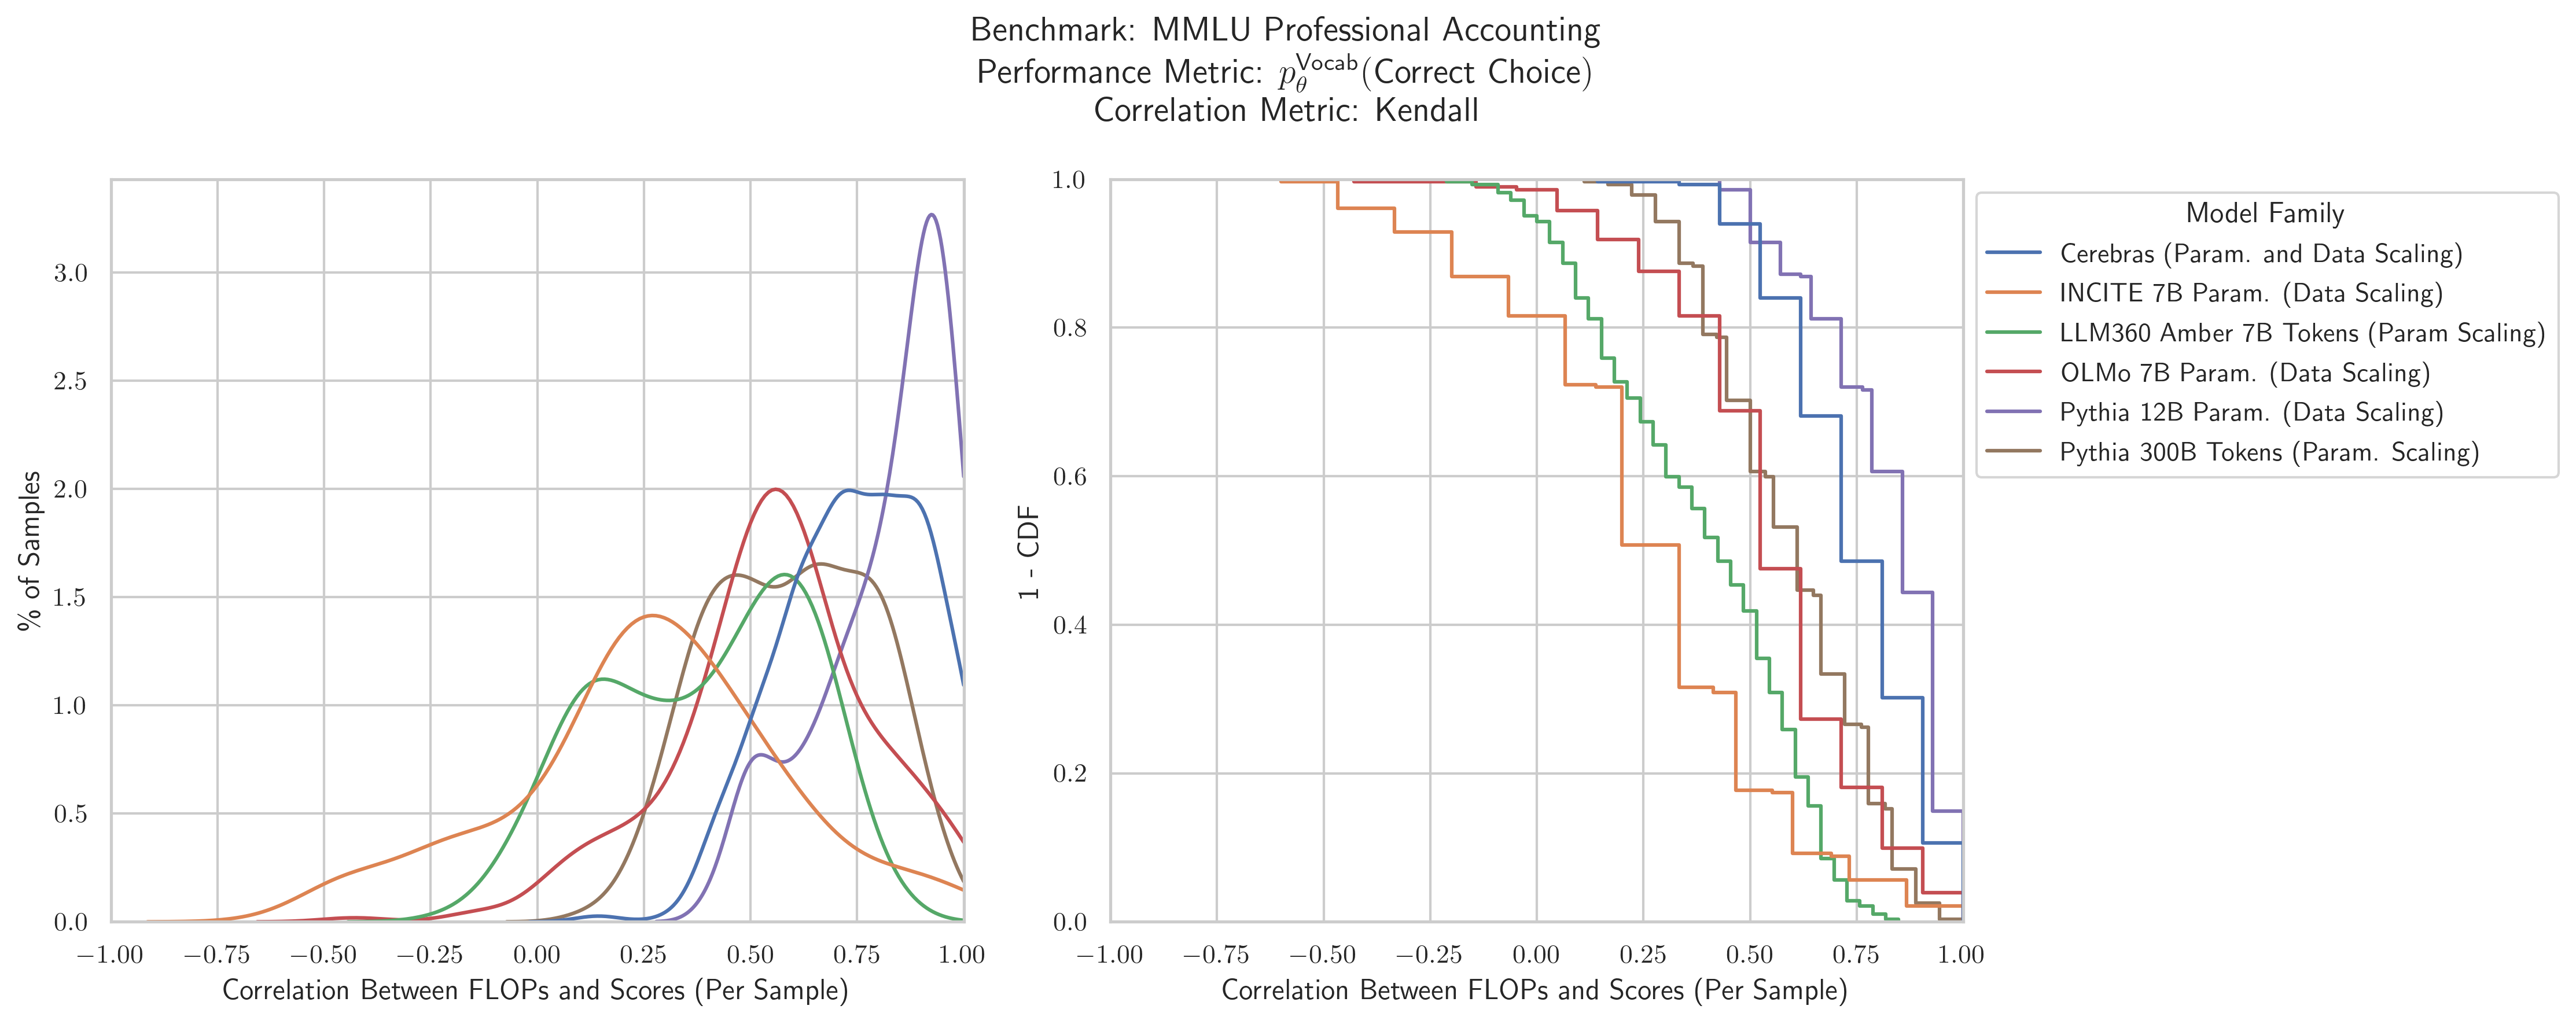 Benchmark: MMLU Professional Accounting
Performance Metric: $p_\theta^{\text{Vocab}}$(Correct Choice)
Correlation Metric: Kendall
% of Samples
3.0
2.5
2.0
1.5
1.0
0.5
0.0
−1.00 −0.75 −0.50 −0.25 0.00 0.25 0.50 0.75 1.00
Correlation Between FLOPs and Scores (Per Sample)
1 - CDF
1.0
0.8
0.6
0.4
0.2
0.0
−1.00 −0.75 −0.50 −0.25 0.00 0.25 0.50 0.75 1.00
Correlation Between FLOPs and Scores (Per Sample)
Model Family
Cerebras (Param. and Data Scaling)
INCITE 7B Param. (Data Scaling)
LLM360 Amber 7B Tokens (Param Scaling)
OLMo 7B Param. (Data Scaling)
Pythia 12B Param. (Data Scaling)
Pythia 300B Tokens (Param. Scaling)